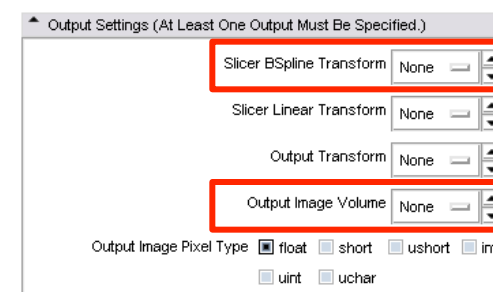 Output Settings (At Least One Output Must Be Specified.)
Slicer BSpline Transform None
Slicer Linear Transform None
Output Transform None
Output Image Volume None
Output Image Pixel Type float short ushort
uint uchar